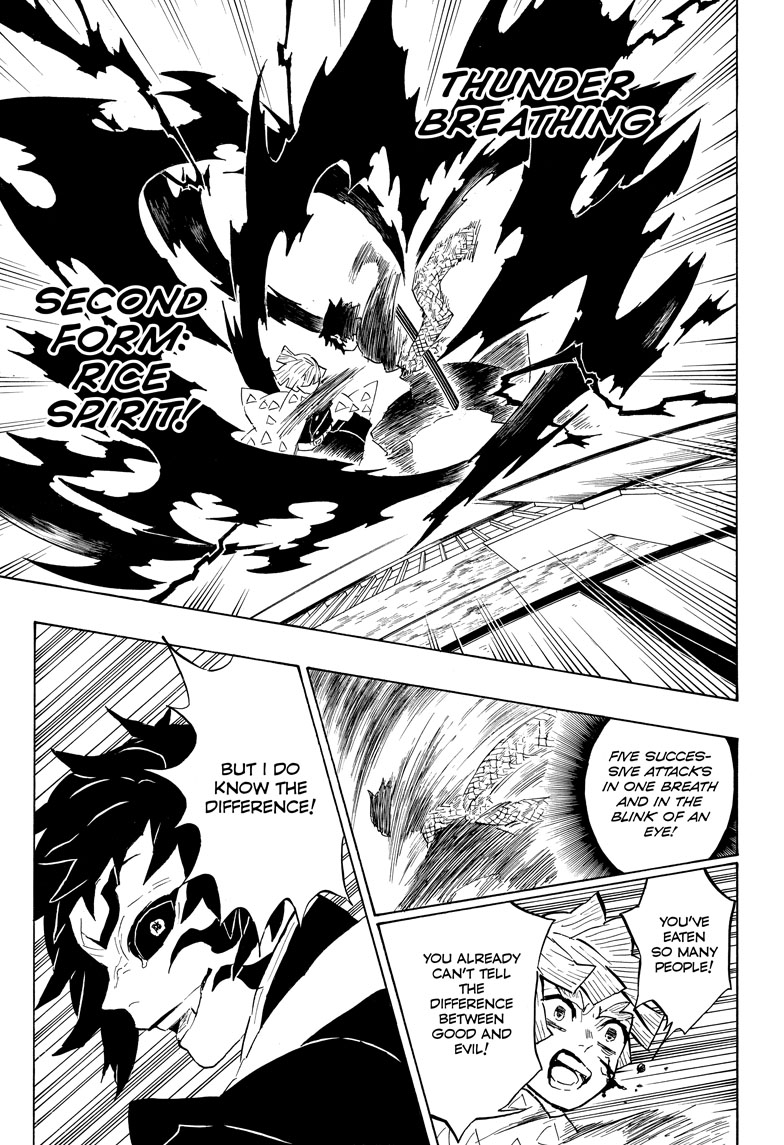 THUNDER
BREATHING
SECOND
FORM:
RICE
SPIRIT!
FIVE SUCCES-
SIVE ATTACKS
IN ONE BREATH
AND IN THE
BLINK OF AN
EYE!
YOU'VE
EATEN
SO MANY
PEOPLE!
YOU ALREADY
CAN'T TELL
THE
DIFFERENCE
BETWEEN
GOOD AND
EVIL!
BUT I DO
KNOW THE
DIFFERENCE!